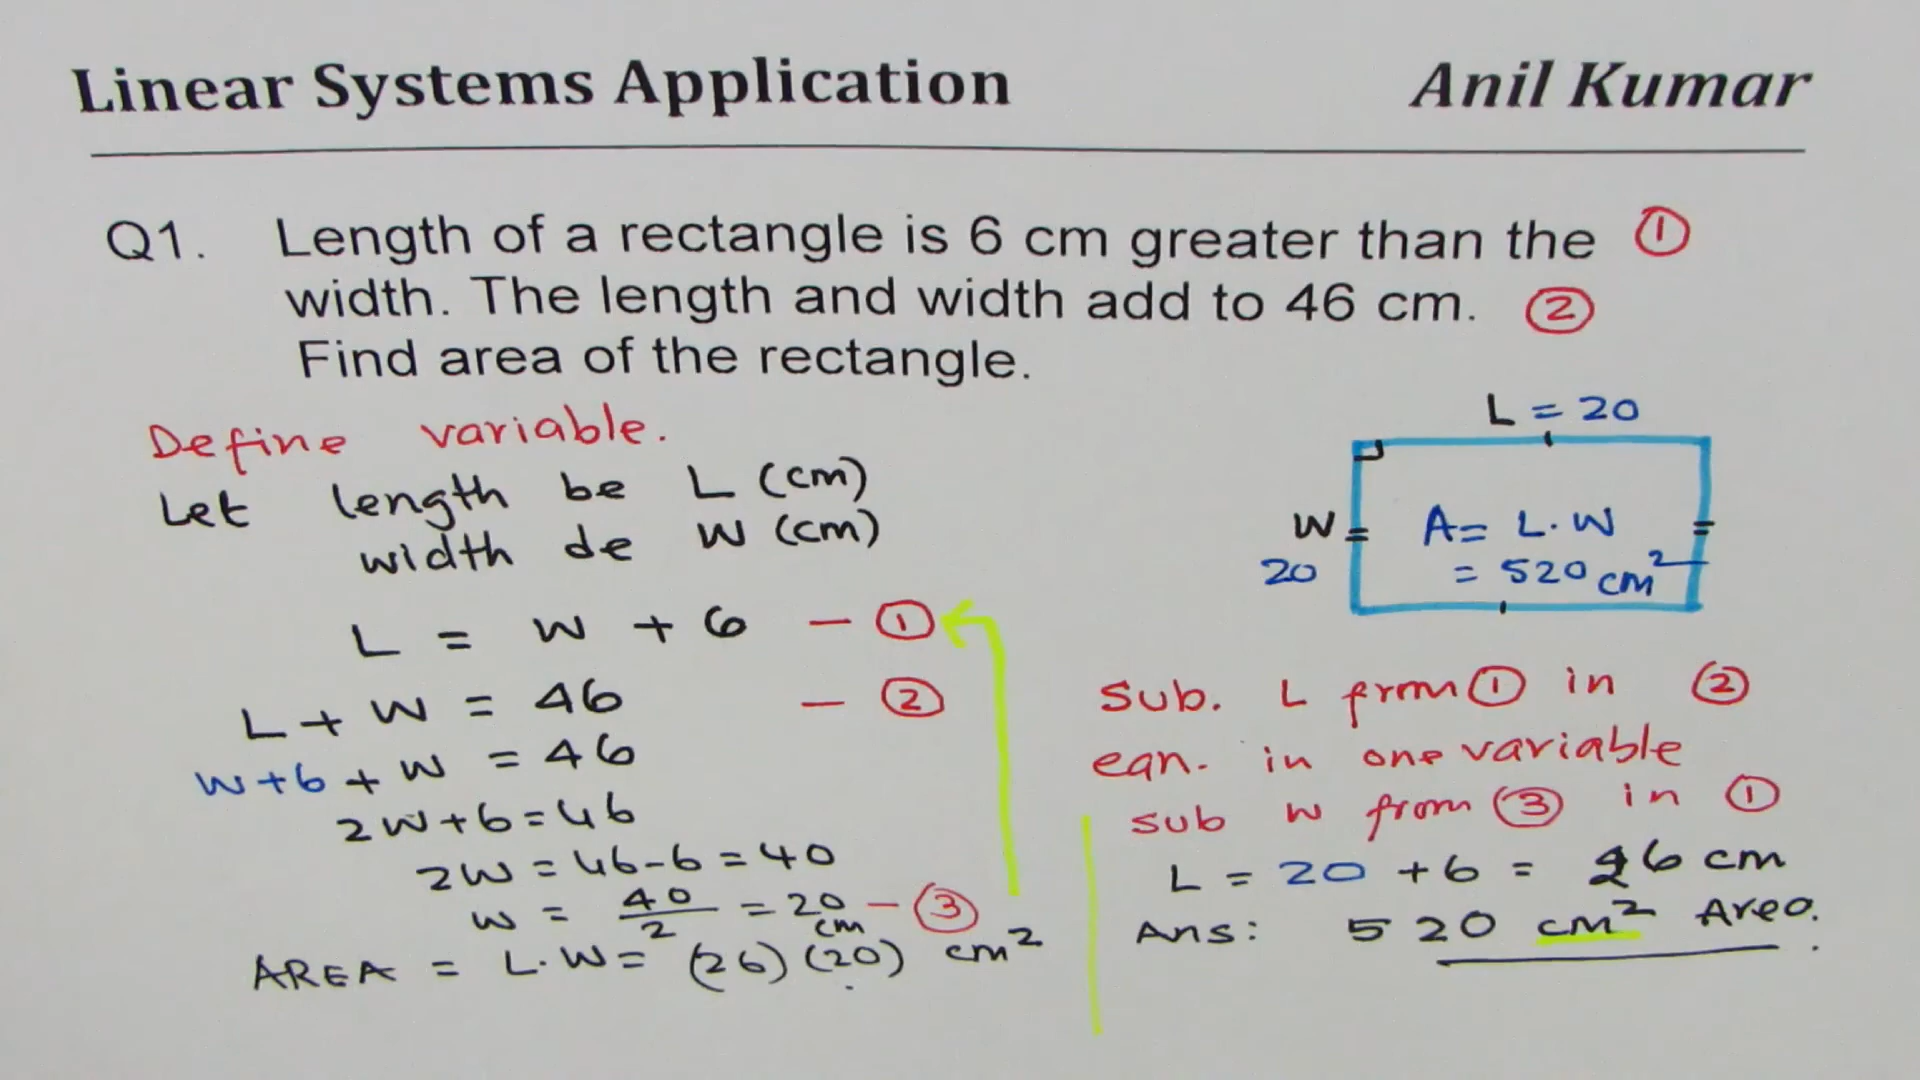 Linear Systems Application Anil Kumar
Q1. Length of a rectangle is 6 cm greater than the ①
width. The length and width add to 46 cm. ②
Find area of the rectangle.
Define variable.
Let length be L (cm)
width de W (cm)
L = W + 6 - ①
L + W = 46 - ②
W+6 + W = 46
2W+6=46
2W = 46-6 = 40
W = 40/2 = 20 cm - ③
AREA = L.W = (26)(20) cm²
L = 20
W = 
20
A = L.W
= 520 cm²
Sub. L from ① in ②
eqn. in one variable
sub W from ③ in ①
L = 20 + 6 = 26 cm
Ans: 520 cm² Area.